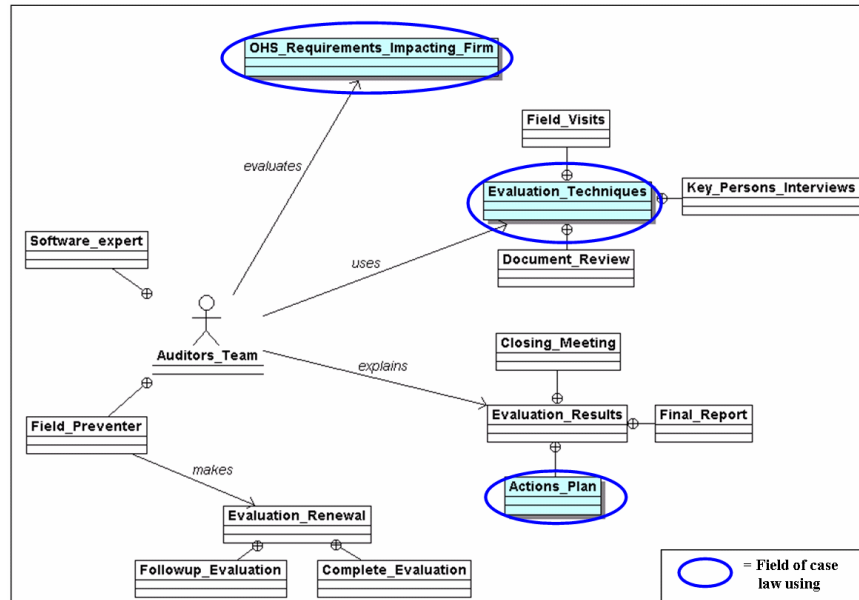 OHS_Requirements_Impacting_Firm
Field_Visits
evaluates
Evaluation_Techniques
Key_Persons_Interviews
Software_expert
uses
Document_Review
Auditors_Team
Closing_Meeting
explains
Evaluation_Results
Final_Report
Field_Preventer
makes
Actions_Plan
Evaluation_Renewal
Followup_Evaluation
Complete_Evaluation
= Field of case
law using